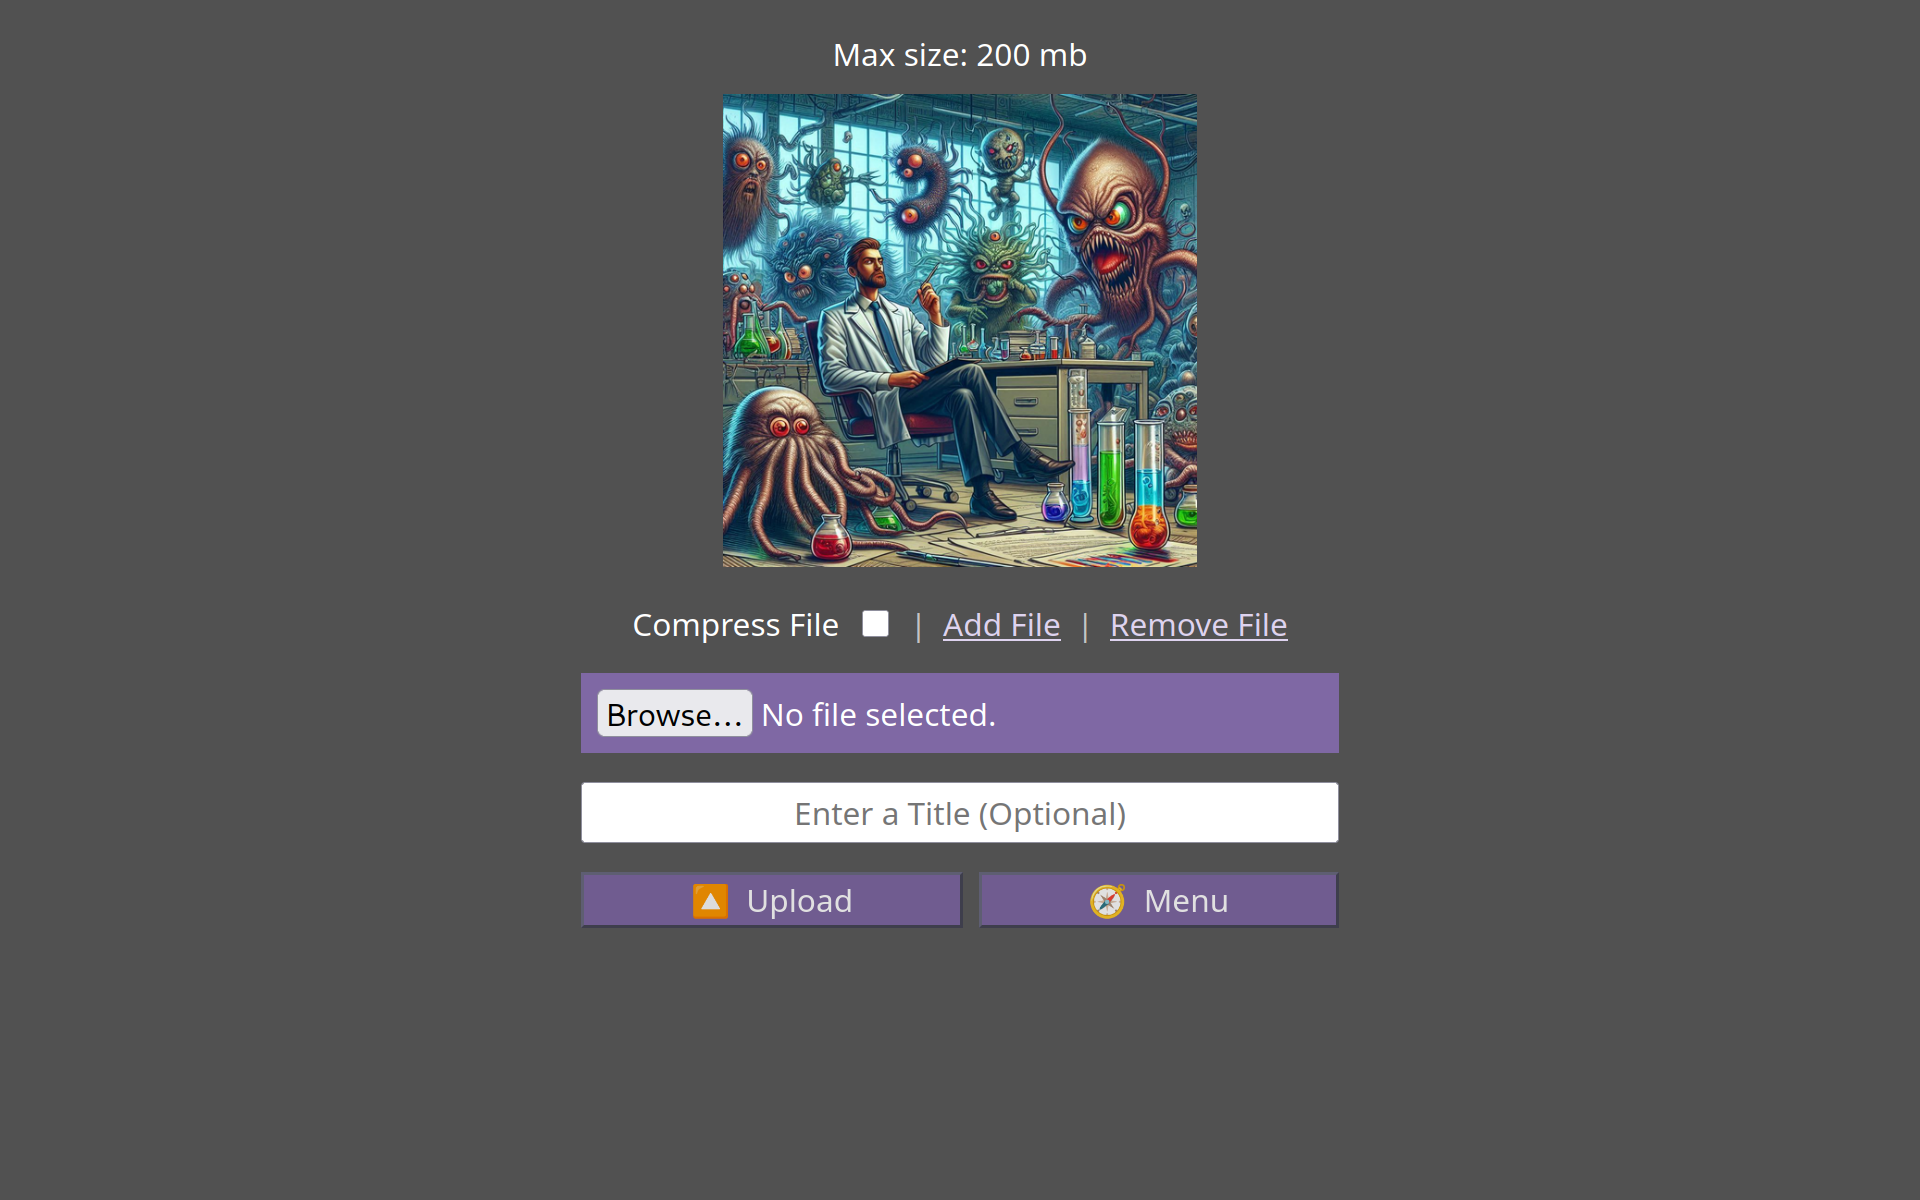 Max size: 200 mb
Compress File | Add File | Remove File
Browse... No file selected.
Enter a Title (Optional)
Upload Menu